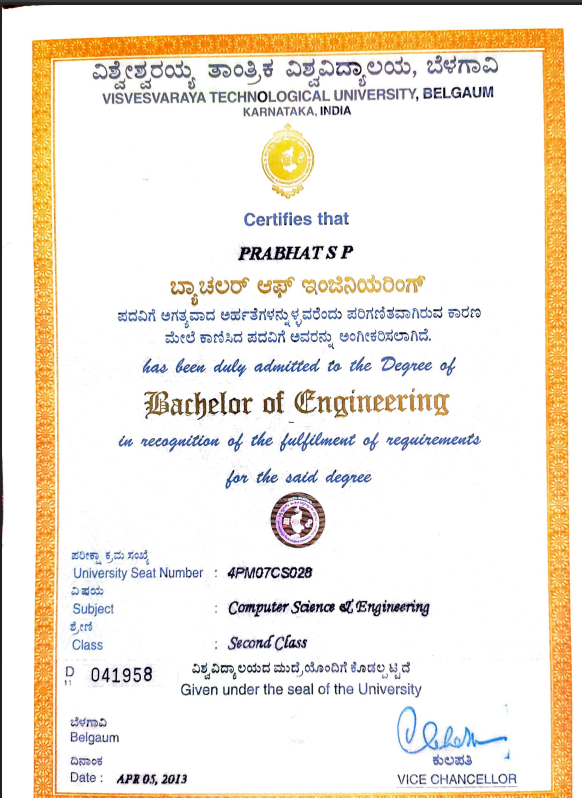 ವಿಶ್ವೇಶ್ವರಯ್ಯ ತಾಂತ್ರಿಕ ವಿಶ್ವವಿದ್ಯಾಲಯ, ಬೆಳಗಾವಿ
VISVESVARAYA TECHNOLOGICAL UNIVERSITY, BELGAUM
KARNATAKA, INDIA
Certifies that
PRABHAT S P
ಬ್ಯಾಚಲರ್ ಆಫ್ ಇಂಜಿನಿಯರಿಂಗ್
ಪದವಿಗೆ ಅಗತ್ಯವಾದ ಅರ್ಹತೆಗಳನ್ನುಳ್ಳವರೆಂದು ಪರಿಗಣಿತವಾಗಿರುವ ಕಾರಣ
ಮೇಲೆ ಕಾಣಿಸಿದ ಪದವಿಗೆ ಅವರನ್ನು ಅಂಗೀಕರಿಸಲಾಗಿದೆ.
has been duly admitted to the Degree of
Bachelor of Engineering
in recognition of the fulfilment of requirements
for the said degree
ಪರೀಕ್ಷಾ ಕ್ರಮ ಸಂಖ್ಯೆ
University Seat Number : 4PM07CS028
ವಿಷಯ
Subject : Computer Science & Engineering
ಶ್ರೇಣಿ
Class : Second Class
D 11 041958
ವಿಶ್ವವಿದ್ಯಾಲಯದ ಮುದ್ರೆಯೊಂದಿಗೆ ಕೊಡಲ್ಪಟ್ಟಿದೆ
Given under the seal of the University
ಬೆಳಗಾವಿ
Belgaum
ದಿನಾಂಕ
Date : APR 05, 2013
ಕುಲಪತಿ
VICE CHANCELLOR